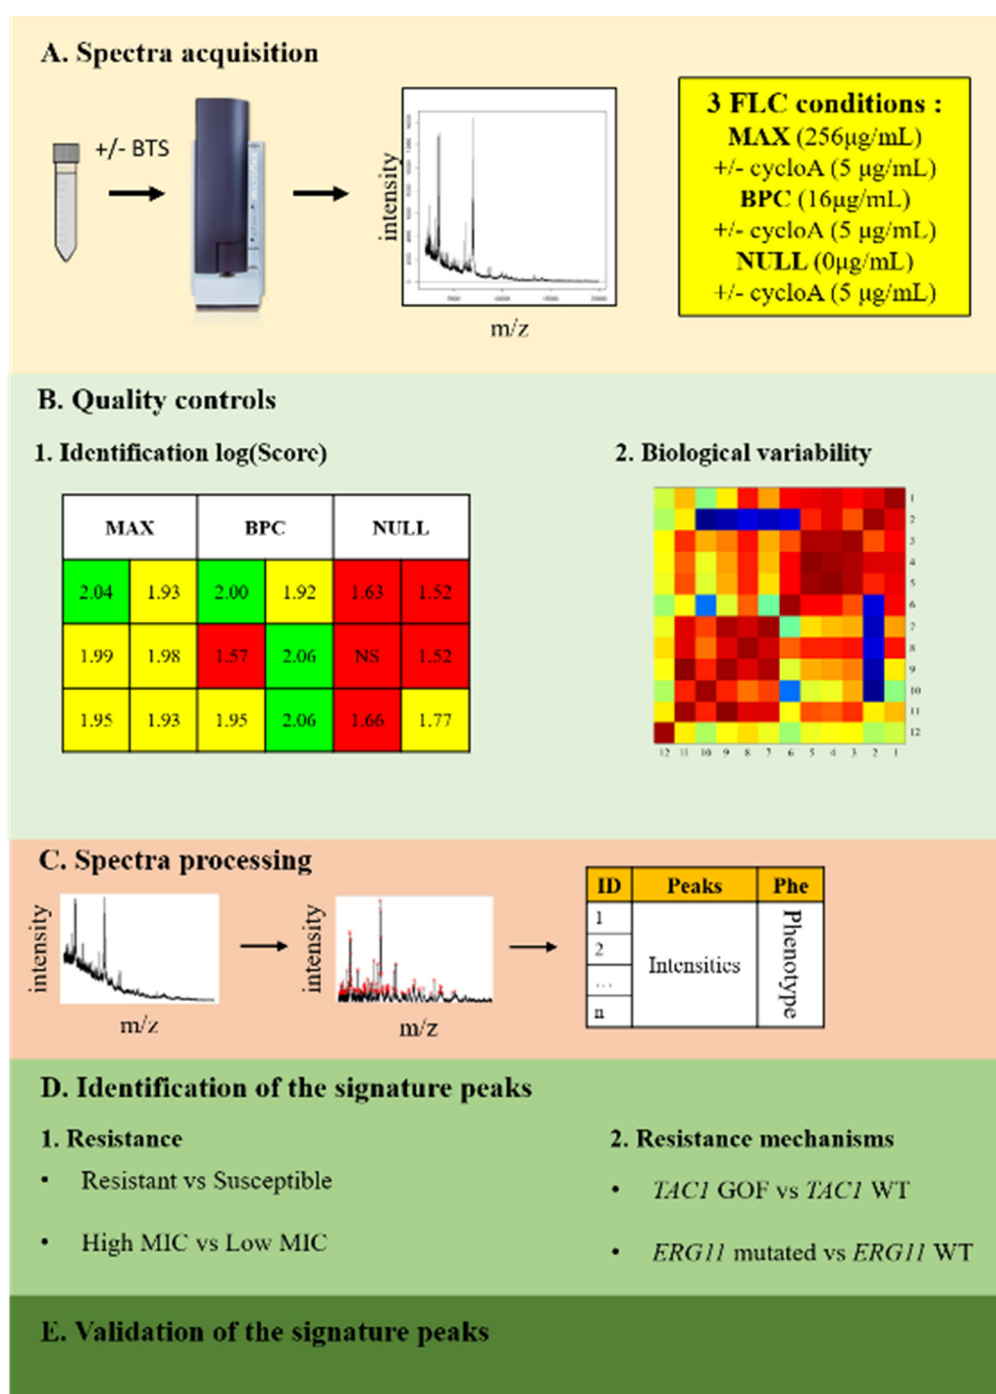 A. Spectra acquisition
+/- BTS
intensity
m/z
3 FLC conditions :
MAX (256μg/mL)
+/- cycloA (5 μg/mL)
BPC (16μg/mL)
+/- cycloA (5 μg/mL)
NULL (0μg/mL)
+/- cycloA (5 μg/mL)
B. Quality controls
1. Identification log(Score)
MAX BPC NULL
2.04 1.93 2.00 1.92 1.63 1.52
1.99 1.98 1.57 2.06 NS 1.52
1.95 1.93 1.95 2.06 1.66 1.77
2. Biological variability
1
2
3
4
5
6
7
8
9
10
11
12
12 11 10 9 8 7 6 5 4 3 2 1
C. Spectra processing
intensity
m/z
intensity
m/z
ID Peaks Phe
1
2
...
n
Intensities
Phenotype
D. Identification of the signature peaks
1. Resistance
• Resistant vs Susceptible
• High MIC vs Low MIC
2. Resistance mechanisms
• TAC1 GOF vs TAC1 WT
• ERG11 mutated vs ERG11 WT
E. Validation of the signature peaks